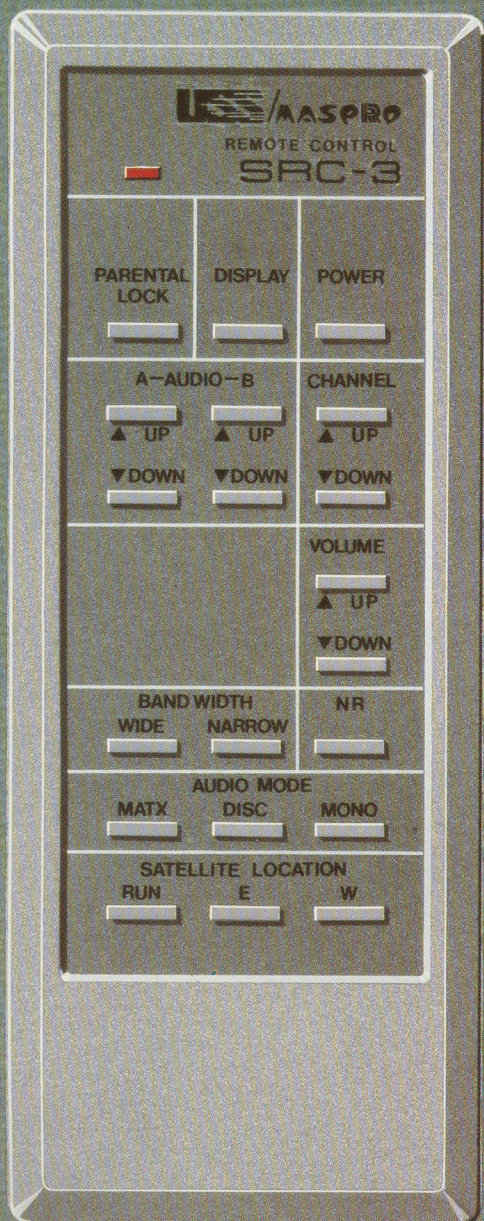 /MASPRO
REMOTE CONTROL
SRC-3
PARENTAL LOCK DISPLAY POWER
A-AUDIO-B CHANNEL
▲ UP ▲ UP ▲ UP
▼DOWN ▼DOWN ▼DOWN
VOLUME
▲ UP
▼DOWN
BAND WIDTH NR
WIDE NARROW
AUDIO MODE
MATX DISC MONO
SATELLITE LOCATION
RUN E W